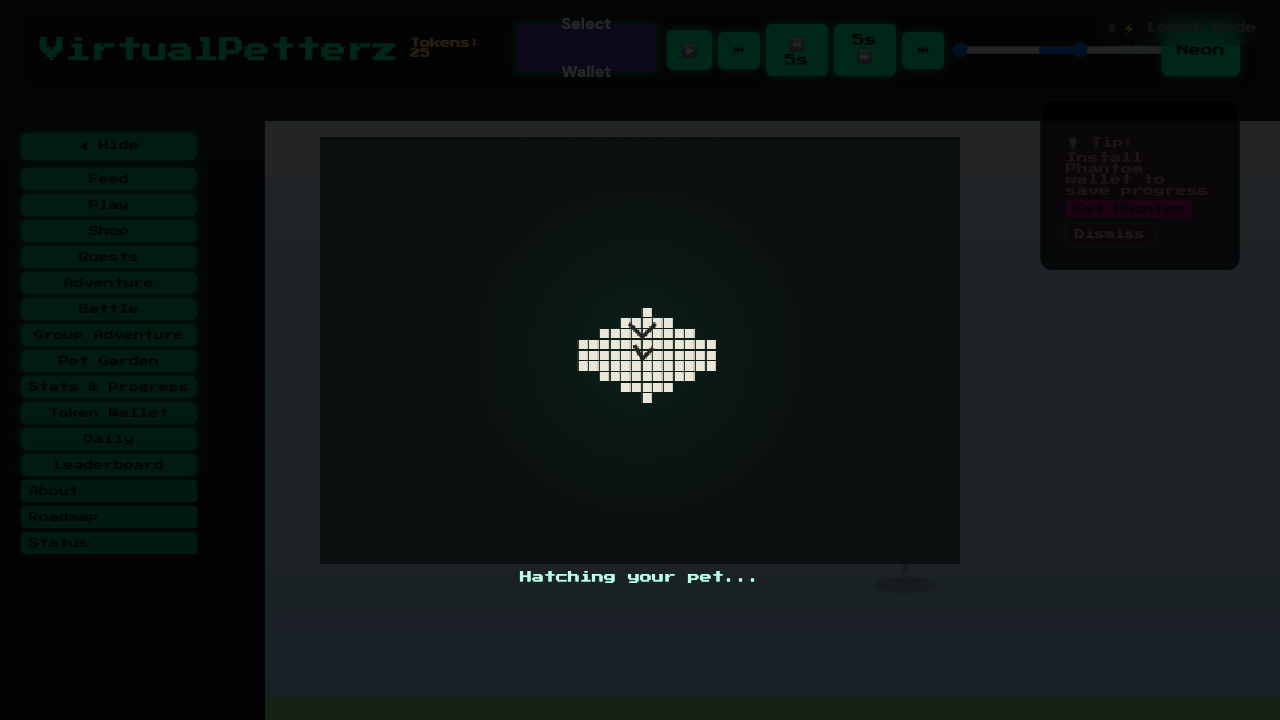 VirtualPetterz
Tokens:
25
Select
Wallet
5s
5s
Local Mode
Neon
Hide
Feed
Play
Shop
Quests
Adventure
Battle
Group Adventure
Pet Garden
Stats & Progress
Token Wallet
Daily
Leaderboard
About
Roadmap
Status
Tip:
Install
Phantom
wallet to
save progress
Get Phantom
Dismiss
Hatching your pet...